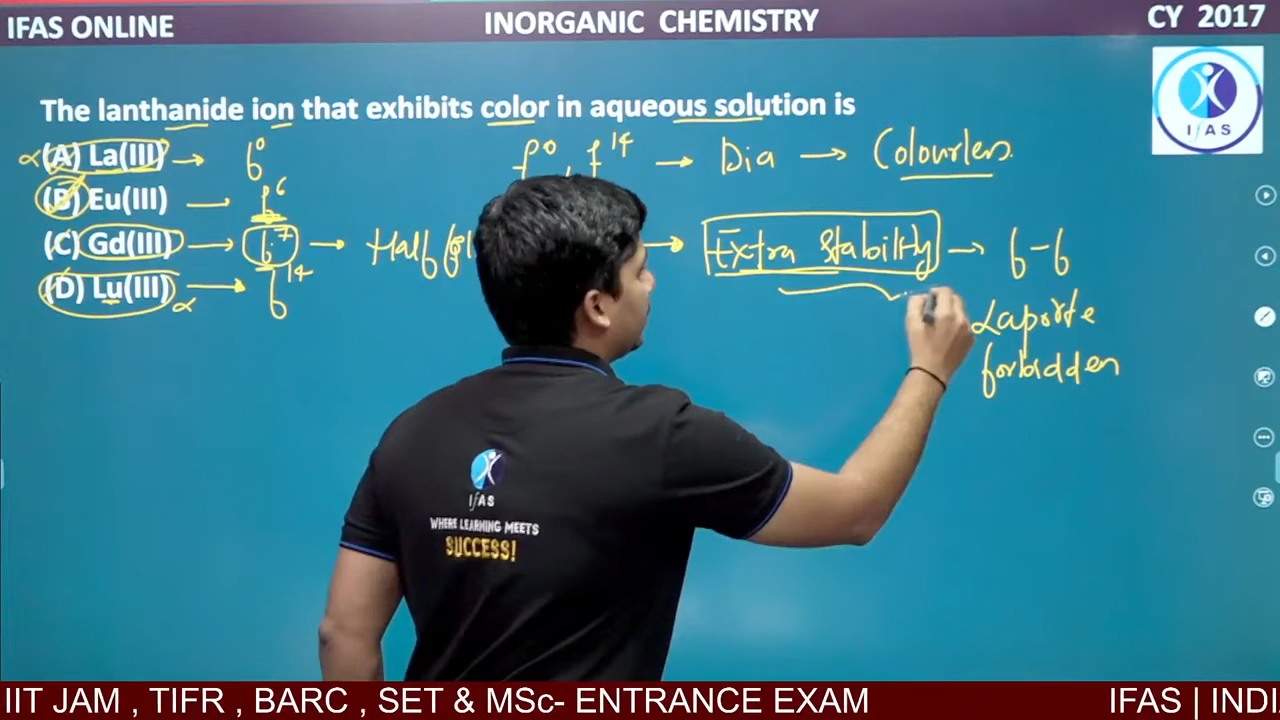 IFAS ONLINE
INORGANIC CHEMISTRY
CY 2017
IFAS
The lanthanide ion that exhibits color in aqueous solution is
(A) La(III) → f⁰
f⁰, f¹⁴ → Dia → Colourless.
(B) Eu(III) → f⁶
(C) Gd(III) → f⁷ → Half → Extra Stability → f-f
Laporte
forbidden
(D) Lu(III) → f¹⁴
IFAS
WHERE LEARNING MEETS
SUCCESS!
IIT JAM , TIFR , BARC , SET & MSc- ENTRANCE EXAM
IFAS | INDI